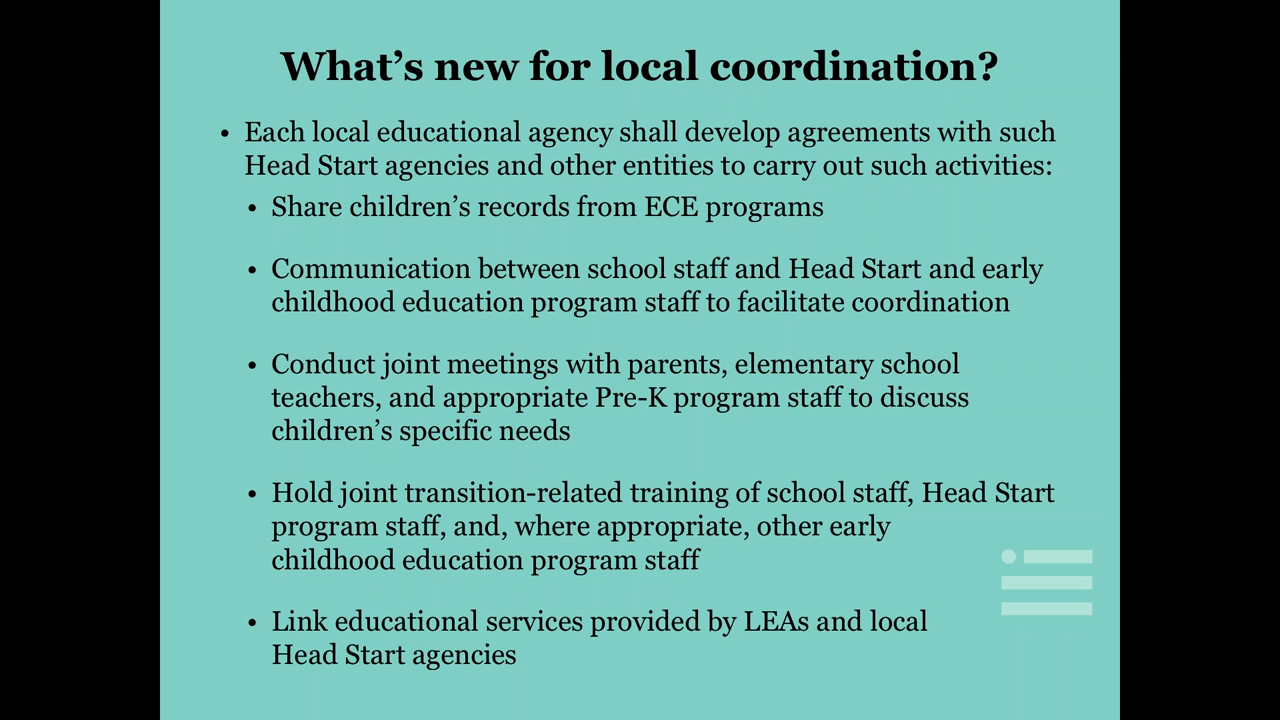 What’s new for local coordination?
• Each local educational agency shall develop agreements with such
Head Start agencies and other entities to carry out such activities:
• Share children’s records from ECE programs
• Communication between school staff and Head Start and early
childhood education program staff to facilitate coordination
• Conduct joint meetings with parents, elementary school
teachers, and appropriate Pre-K program staff to discuss
children’s specific needs
• Hold joint transition-related training of school staff, Head Start
program staff, and, where appropriate, other early
childhood education program staff
• Link educational services provided by LEAs and local
Head Start agencies